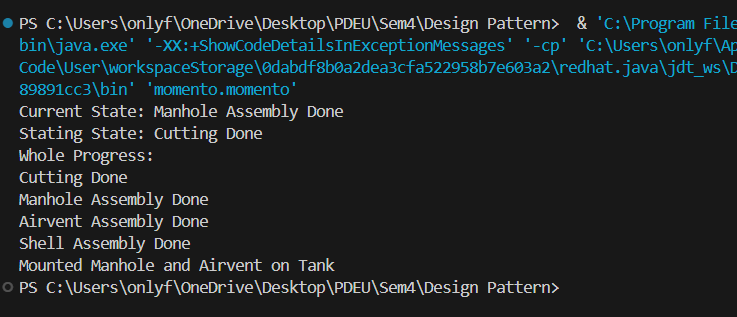 PS C:\Users\onlyf\OneDrive\Desktop\PDEU\Sem4\Design Pattern>  & 'C:\Program File
bin\java.exe' '-XX:+ShowCodeDetailsInExceptionMessages' '-cp' 'C:\Users\onlyf\Ap
Code\User\workspaceStorage\0dabdf8b0a2dea3cfa522958b7e603a2\redhat.java\jdt_ws\D
89891cc3\bin' 'momento.momento'
Current State: Manhole Assembly Done
Stating State: Cutting Done
Whole Progress:
Cutting Done
Manhole Assembly Done
Airvent Assembly Done
Shell Assembly Done
Mounted Manhole and Airvent on Tank
PS C:\Users\onlyf\OneDrive\Desktop\PDEU\Sem4\Design Pattern>